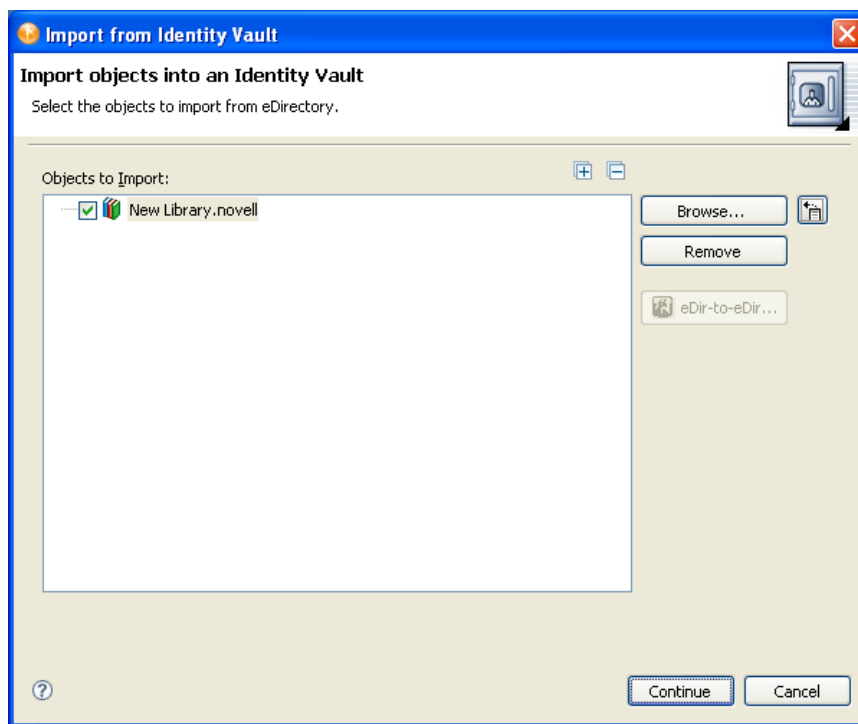 Import from Identity Vault
Import objects into an Identity Vault
Select the objects to import from eDirectory.
Objects to Import:
New Library.novell
Browse...
Remove
eDir-to-eDir...
?
Continue
Cancel